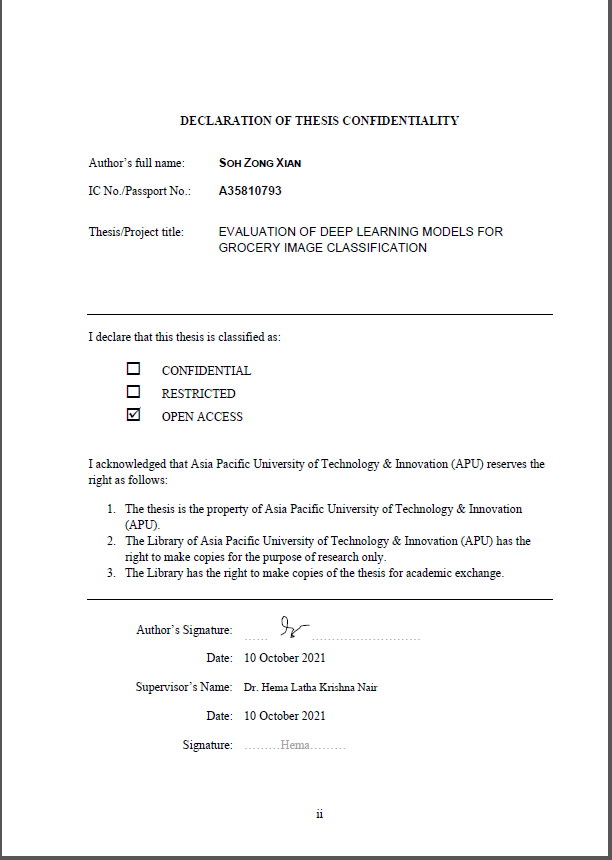 DECLARATION OF THESIS CONFIDENTIALITY
Author's full name: SOH ZONG XIAN
IC No./Passport No.: A35810793
Thesis/Project title: EVALUATION OF DEEP LEARNING MODELS FOR
GROCERY IMAGE CLASSIFICATION
I declare that this thesis is classified as:
☐ CONFIDENTIAL
☐ RESTRICTED
☑ OPEN ACCESS
I acknowledged that Asia Pacific University of Technology & Innovation (APU) reserves the
right as follows:
1. The thesis is the property of Asia Pacific University of Technology & Innovation
(APU).
2. The Library of Asia Pacific University of Technology & Innovation (APU) has the
right to make copies for the purpose of research only.
3. The Library has the right to make copies of the thesis for academic exchange.
Author's Signature: ...... ...........................
Date: 10 October 2021
Supervisor's Name: Dr. Hema Latha Krishna Nair
Date: 10 October 2021
Signature: .........Hema.........
ii